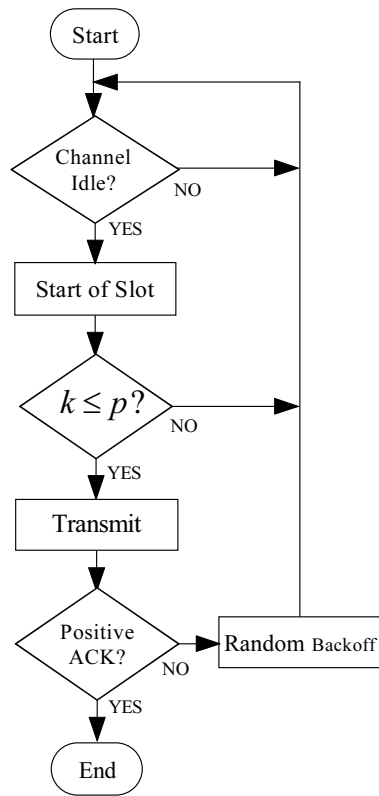 Start
Channel
Idle?
NO
YES
Start of Slot
k ≤ p?
NO
YES
Transmit
Positive
ACK?
NO
Random Backoff
YES
End